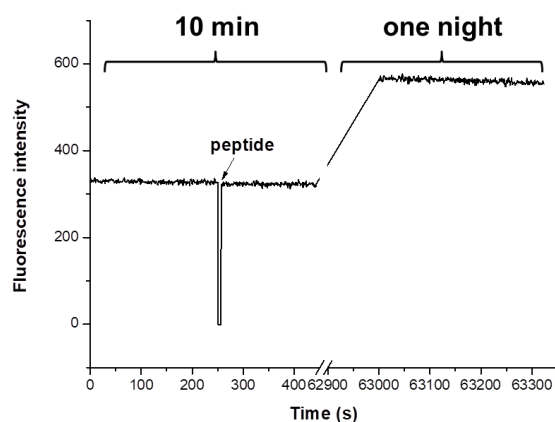 10 min
one night
600
400
200
0
peptide
Fluorescence intensity
0 100 200 300 400 62900 63000 63100 63200 63300
Time (s)